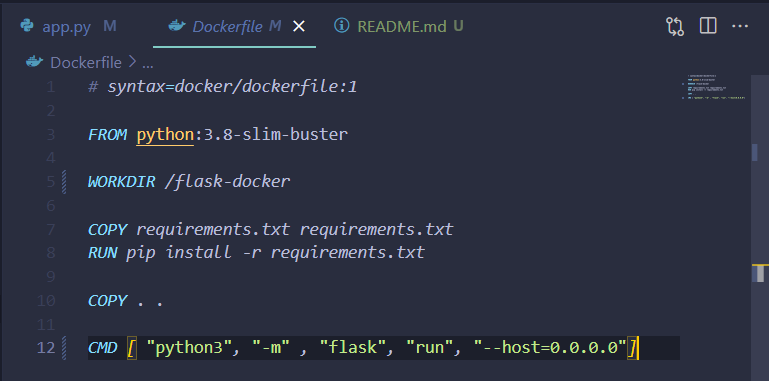 app.py M Dockerfile M README.md U
Dockerfile > ...
1 # syntax=docker/dockerfile:1
2
3 FROM python:3.8-slim-buster
4
5 WORKDIR /flask-docker
6
7 COPY requirements.txt requirements.txt
8 RUN pip install -r requirements.txt
9
10 COPY . .
11
12 CMD [ "python3", "-m" , "flask", "run", "--host=0.0.0.0"]